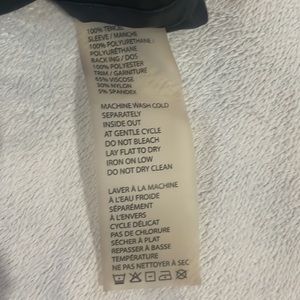 100% TENCEL
SLEEVE / MANCHE
100% POLYURETHANE /
POLYURÉTHANE
BACKING / DOS
100% POLYESTER
TRIM / GARNITURE
65% VISCOSE
30% NYLON
5% SPANDEX
MACHINE WASH COLD
SEPARATELY
INSIDE OUT
AT GENTLE CYCLE
DO NOT BLEACH
LAY FLAT TO DRY
IRON ON LOW
DO NOT DRY CLEAN
LAVER À LA MACHINE
À L'EAU FROIDE
SÉPARÉMENT
À L'ENVERS
CYCLE DÉLICAT
PAS DE CHLORURE
SÉCHER À PLAT
REPASSER À BASSE
TEMPÉRATURE
NE PAS NETTOYER À SEC